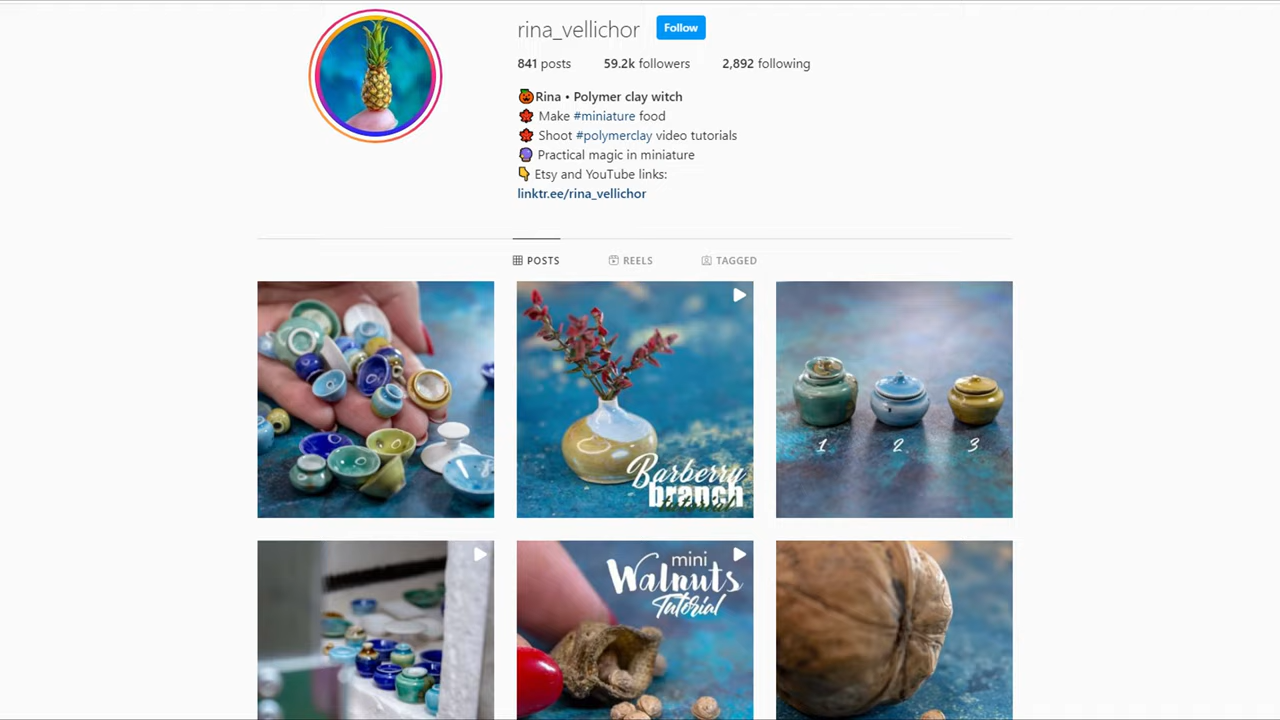 rina_vellichor Follow
841 posts 59.2k followers 2,892 following
Rina • Polymer clay witch
Make #miniature food
Shoot #polymerclay video tutorials
Practical magic in miniature
Etsy and YouTube links:
linktr.ee/rina_vellichor
POSTS REELS TAGGED
Barberry
branch
tutorial
1 2 3
mini
Walnuts
Tutorial